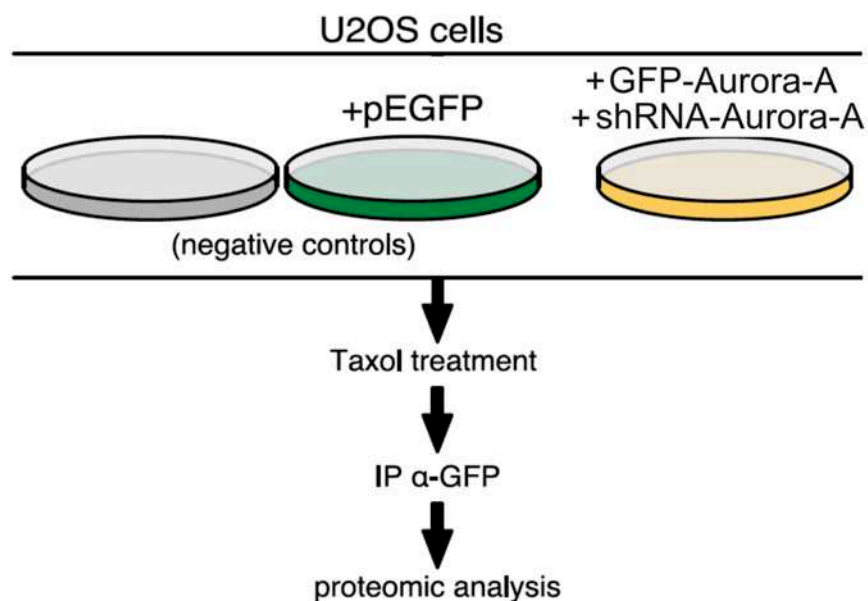 U2OS cells
+pEGFP
+GFP-Aurora-A
+shRNA-Aurora-A
(negative controls)
Taxol treatment
IP α-GFP
proteomic analysis